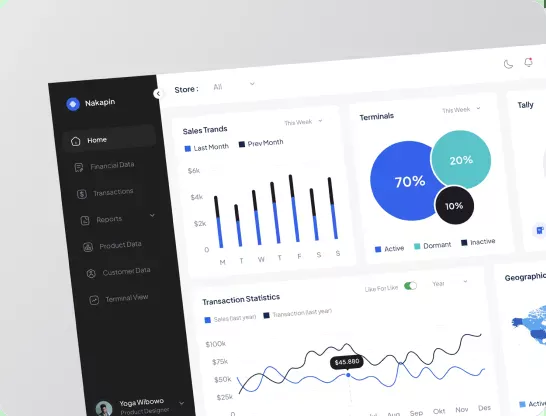 Nakapin
Home
Financial Data
Transactions
Reports
Product Data
Customer Data
Terminal View
Yoga Wibowo
Product Designer
Store :
All
Sales Trands
This Week
Last Month
Prev Month
$6k
$4k
$2k
0
M
T
W
T
F
S
S
Terminals
This Week
70%
20%
10%
Active
Dormant
Inactive
Tally
Transaction Statistics
Like For Like
Year
Sales (last year)
Transaction (last year)
$100k
$75k
$50k
$25k
0
$45.880
Jul
Agu
Sep
Okt
Nov
Des
Geographic
Active